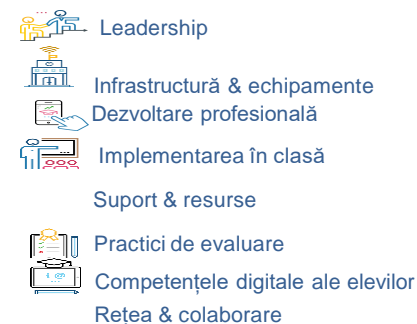 Leadership
Infrastructură & echipamente
Dezvoltare profesională
Implementarea în clasă
Suport & resurse
Practici de evaluare
Competențele digitale ale elevilor
Rețea & colaborare